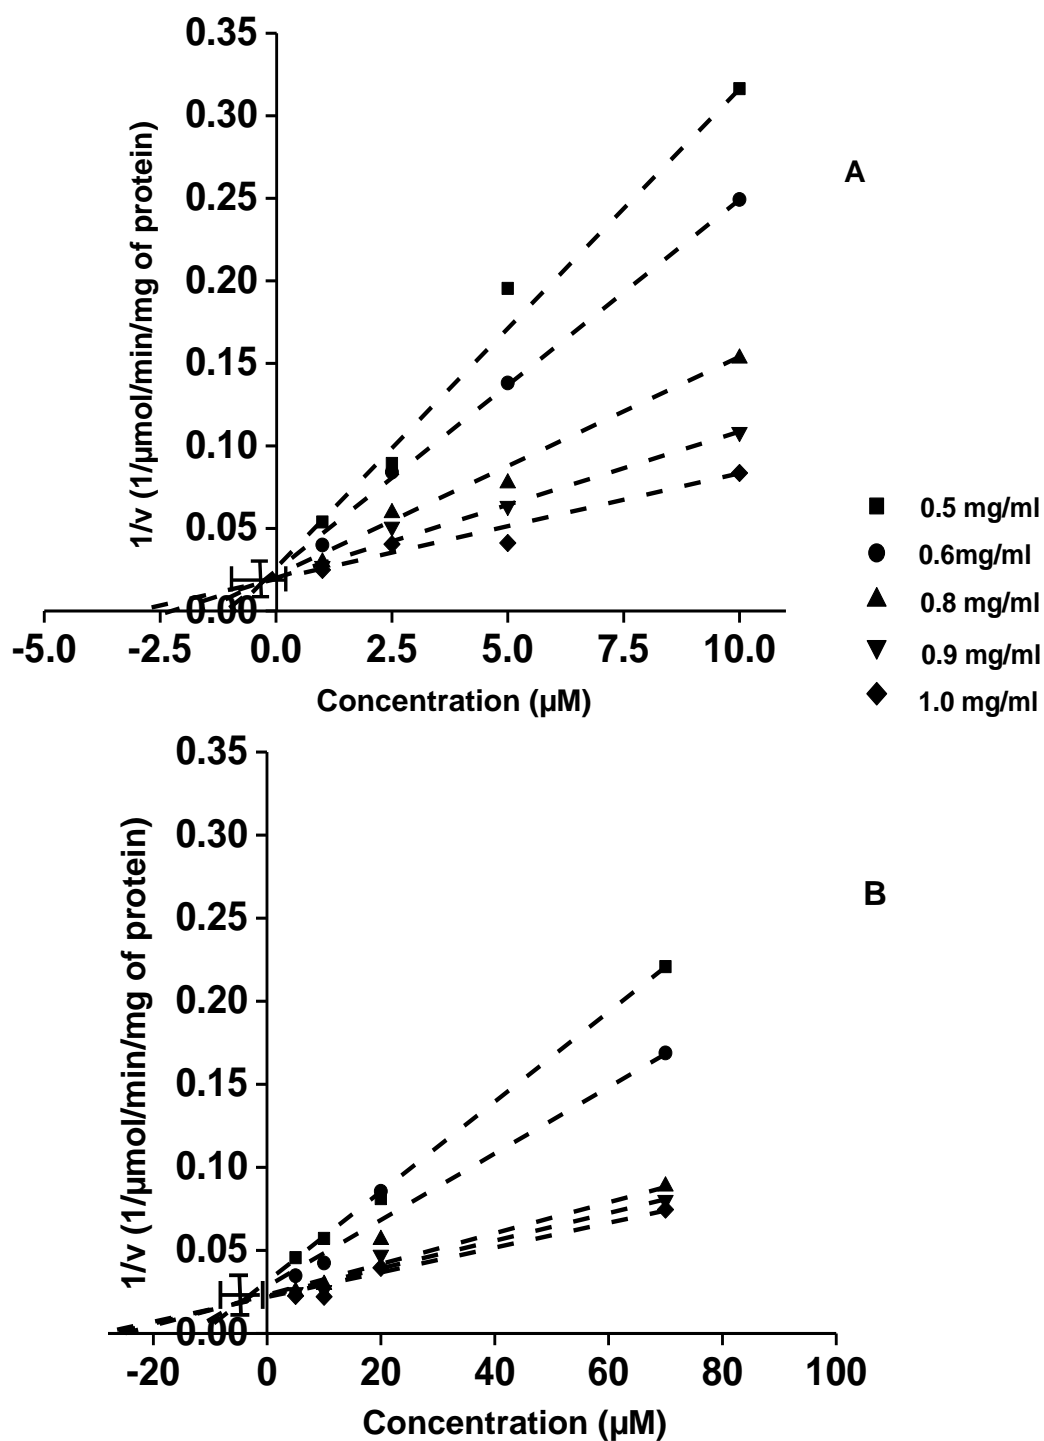 0.35
0.30
0.25
0.20
0.15
0.10
0.05
0.00
1/v (1/µmol/min/mg of protein)
-5.0 -2.5 0.0 2.5 5.0 7.5 10.0
Concentration (µM)
A
0.5 mg/ml
0.6mg/ml
0.8 mg/ml
0.9 mg/ml
1.0 mg/ml
0.35
0.30
0.25
0.20
0.15
0.10
0.05
0.00
1/v (1/µmol/min/mg of protein)
-20 0 20 40 60 80 100
Concentration (µM)
B